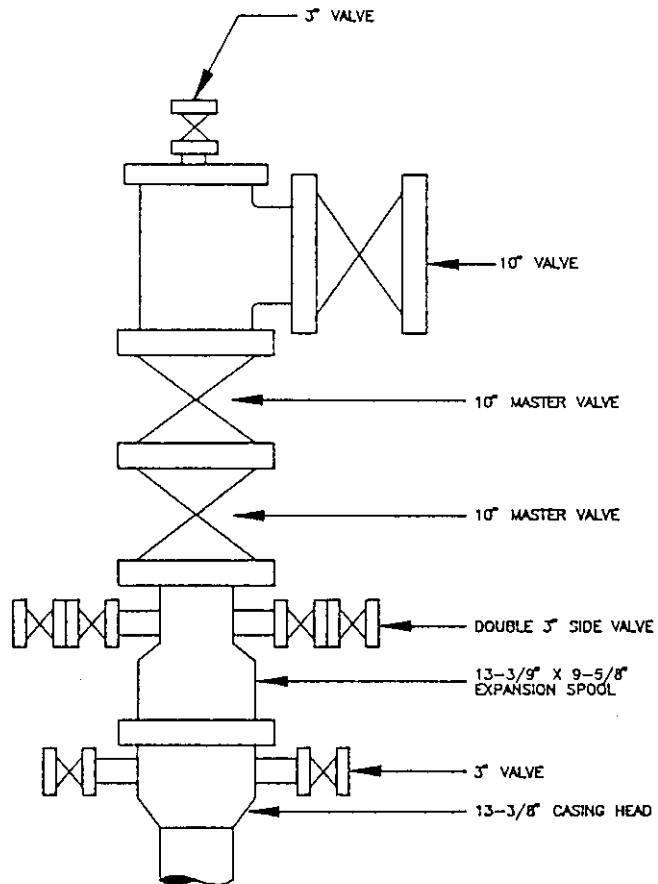 3" VALVE
10" VALVE
10" MASTER VALVE
10" MASTER VALVE
DOUBLE 3" SIDE VALVE
13-3/9" X 9-5/8"
EXPANSION SPOOL
3" VALVE
13-3/8" CASING HEAD